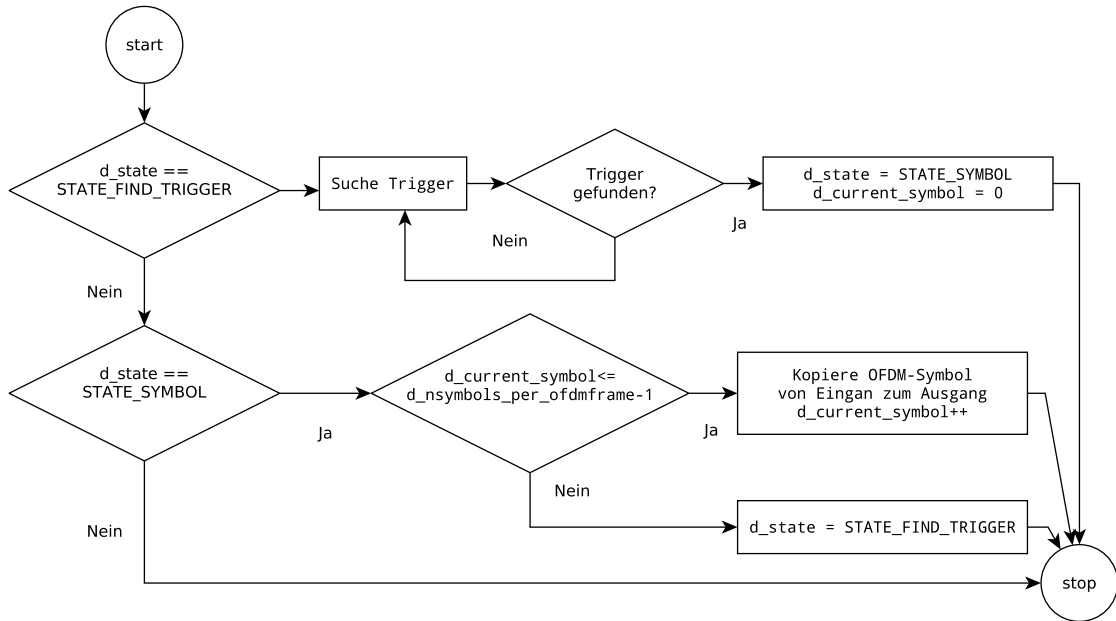 start
d_state ==
STATE_FIND_TRIGGER
Suche Trigger
Trigger
gefunden?
d_state = STATE_SYMBOL
d_current_symbol = 0
Ja
Nein
Nein
d_state ==
STATE_SYMBOL
d_current_symbol<=
d_nsymbols_per_ofdmframe-1
Kopiere OFDM-Symbol
von Eingan zum Ausgang
d_current_symbol++
Ja
Ja
Nein
Nein
d_state = STATE_FIND_TRIGGER
stop